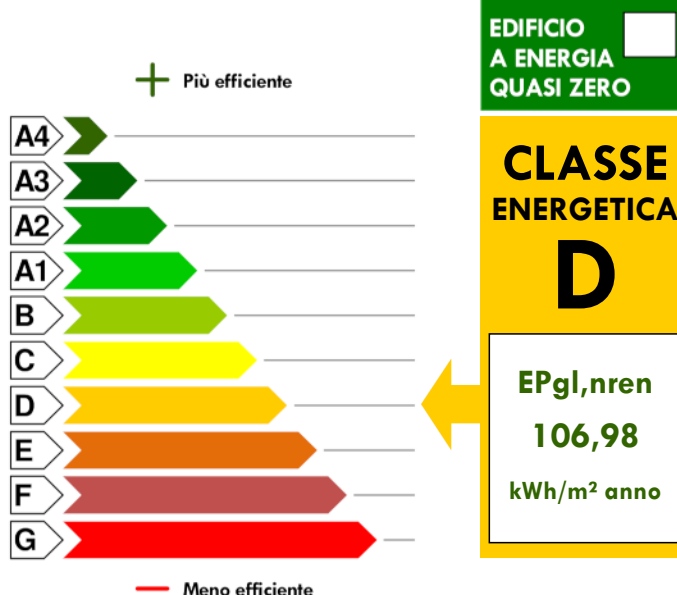 EDIFICIO
A ENERGIA
QUASI ZERO
Più efficiente
A4
A3
A2
A1
B
C
D
E
F
G
Meno efficiente
CLASSE
ENERGETICA
D
EPgl,nren
106,98
kWh/m² anno